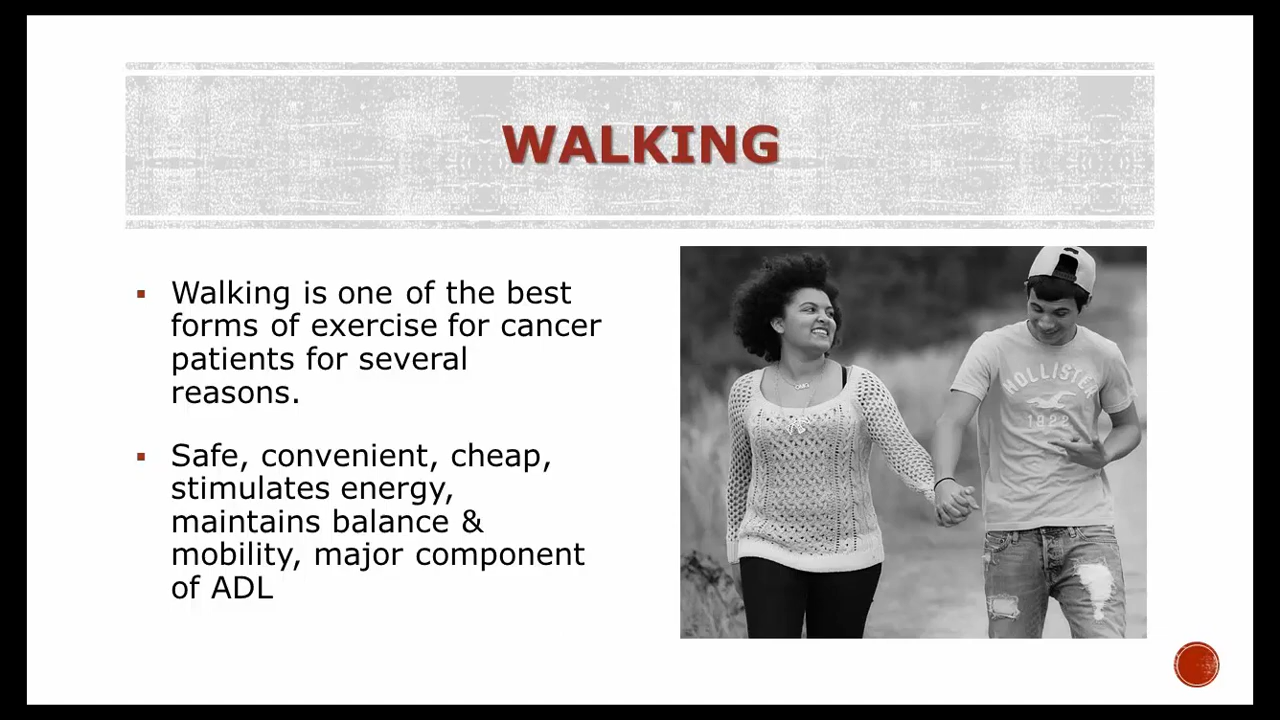 WALKING
▪ Walking is one of the best
forms of exercise for cancer
patients for several
reasons.
▪ Safe, convenient, cheap,
stimulates energy,
maintains balance &
mobility, major component
of ADL
HOLLISTER
1922